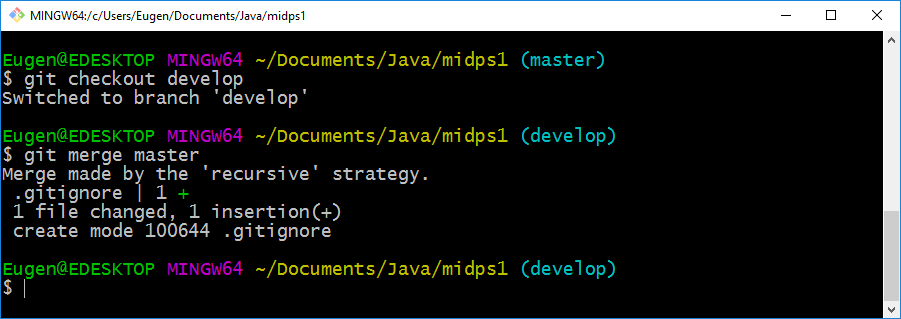 MINGW64:/c/Users/Eugen/Documents/Java/midps1
Eugen@EDESKTOP MINGW64 ~/Documents/Java/midps1 (master)
$ git checkout develop
Switched to branch 'develop'
Eugen@EDESKTOP MINGW64 ~/Documents/Java/midps1 (develop)
$ git merge master
Merge made by the 'recursive' strategy.
 .gitignore | 1 +
 1 file changed, 1 insertion(+)
 create mode 100644 .gitignore
Eugen@EDESKTOP MINGW64 ~/Documents/Java/midps1 (develop)
$